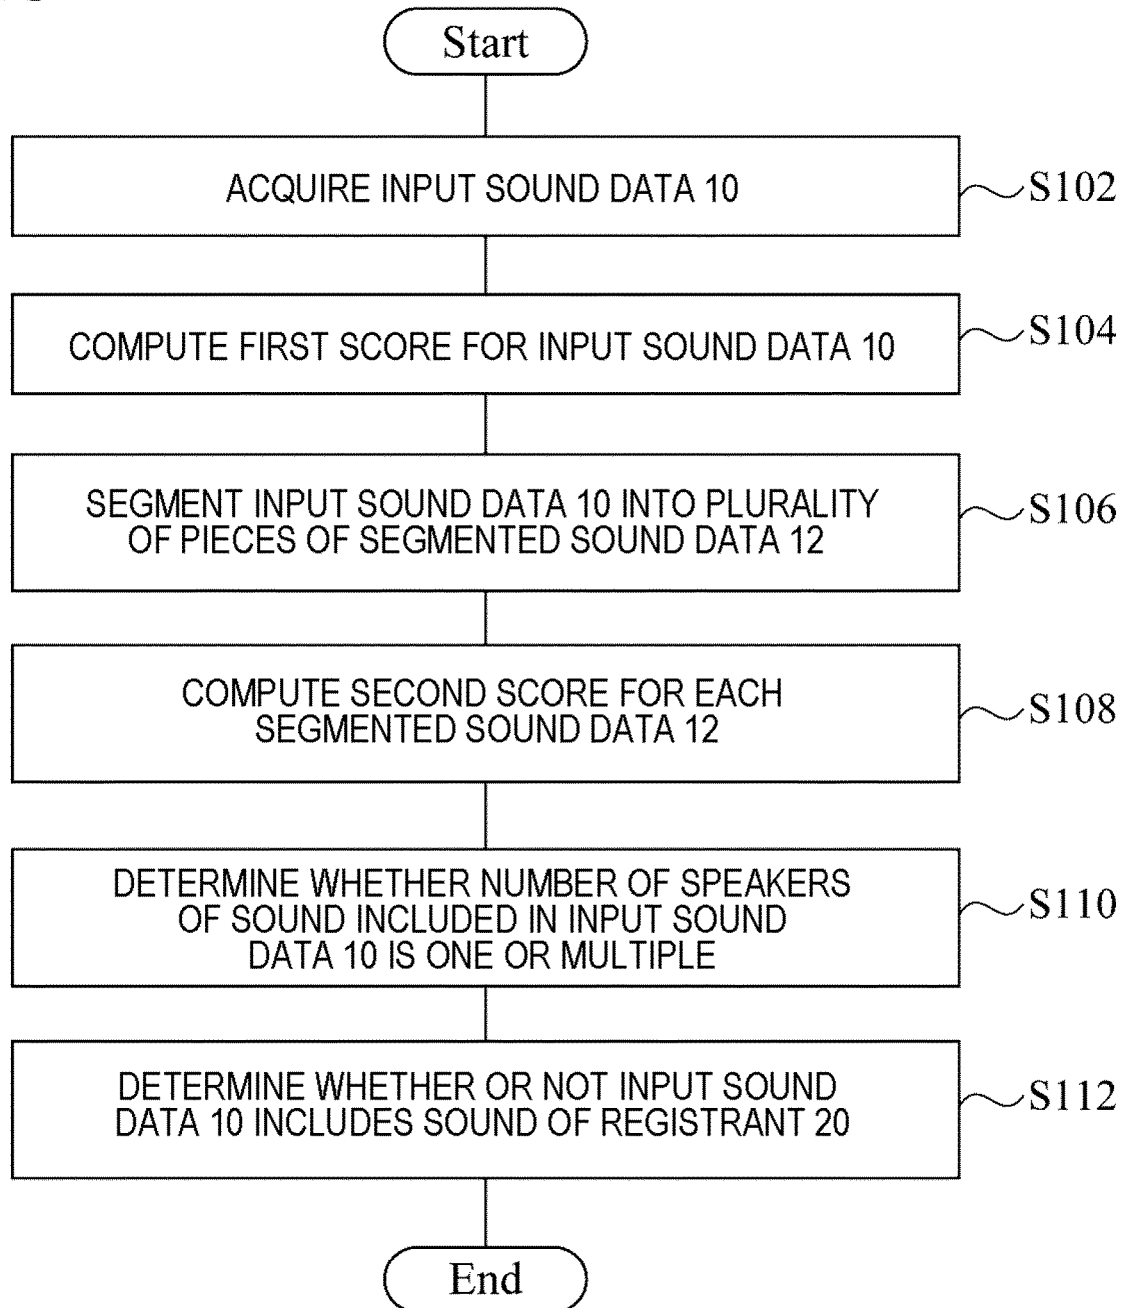 Start
ACQUIRE INPUT SOUND DATA 10
S102
COMPUTE FIRST SCORE FOR INPUT SOUND DATA 10
S104
SEGMENT INPUT SOUND DATA 10 INTO PLURALITY
OF PIECES OF SEGMENTED SOUND DATA 12
S106
COMPUTE SECOND SCORE FOR EACH
SEGMENTED SOUND DATA 12
S108
DETERMINE WHETHER NUMBER OF SPEAKERS
OF SOUND INCLUDED IN INPUT SOUND
DATA 10 IS ONE OR MULTIPLE
S110
DETERMINE WHETHER OR NOT INPUT SOUND
DATA 10 INCLUDES SOUND OF REGISTRANT 20
S112
End